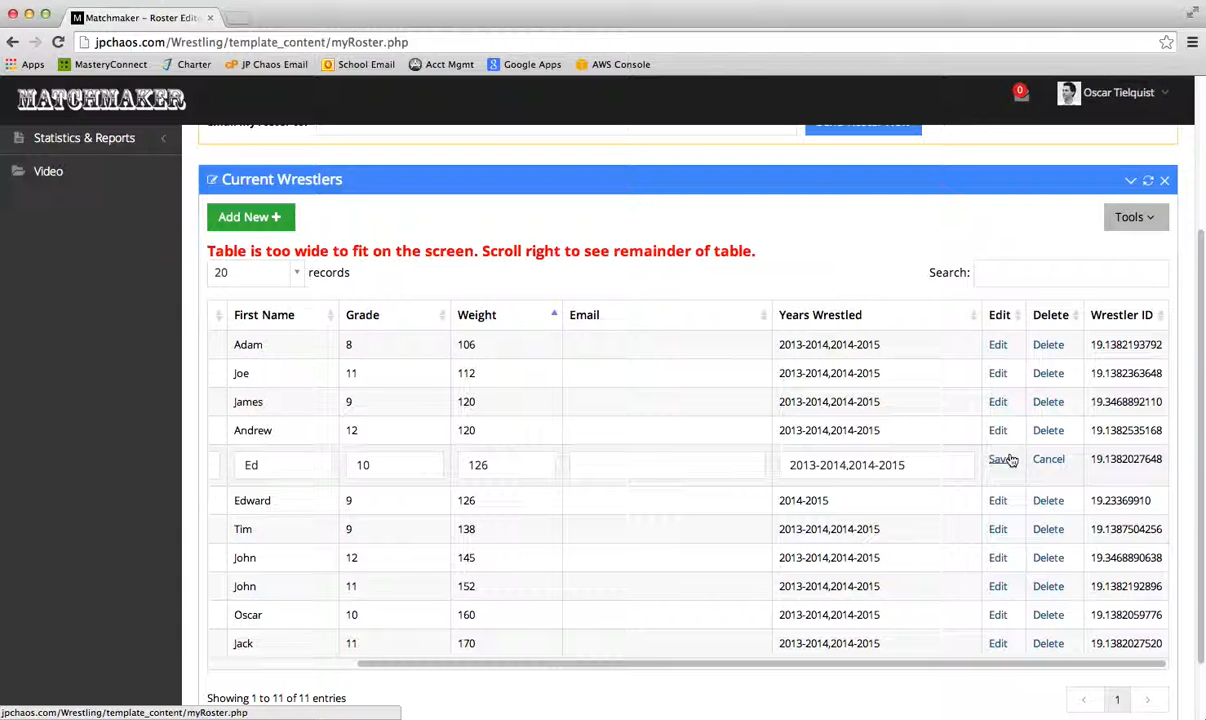 Matchmaker – Roster Edit
jpchaos.com/Wrestling/template_content/myRoster.php
Apps MasteryConnect Charter JP Chaos Email School Email Acct Mgmt Google Apps AWS Console
MATCHMAKER 0 Oscar Tielquist
Statistics & Reports
Video
Current Wrestlers
Add New Tools
Table is too wide to fit on the screen. Scroll right to see remainder of table.
20 records Search:
First Name Grade Weight Email Years Wrestled Edit Delete Wrestler ID
Adam 8 106 2013-2014,2014-2015 Edit Delete 19.1382193792
Joe 11 112 2013-2014,2014-2015 Edit Delete 19.1382363648
James 9 120 2013-2014,2014-2015 Edit Delete 19.3468892110
Andrew 12 120 2013-2014,2014-2015 Edit Delete 19.1382535168
Ed 10 126 2013-2014,2014-2015 Save Cancel 19.1382027648
Edward 9 126 2014-2015 Edit Delete 19.23369910
Tim 9 138 2013-2014,2014-2015 Edit Delete 19.1387504256
John 12 145 2013-2014,2014-2015 Edit Delete 19.3468890638
John 11 152 2013-2014,2014-2015 Edit Delete 19.1382192896
Oscar 10 160 2013-2014,2014-2015 Edit Delete 19.1382059776
Jack 11 170 2013-2014,2014-2015 Edit Delete 19.1382027520
Showing 1 to 11 of 11 entries 1
jpchaos.com/Wrestling/template_content/myRoster.php